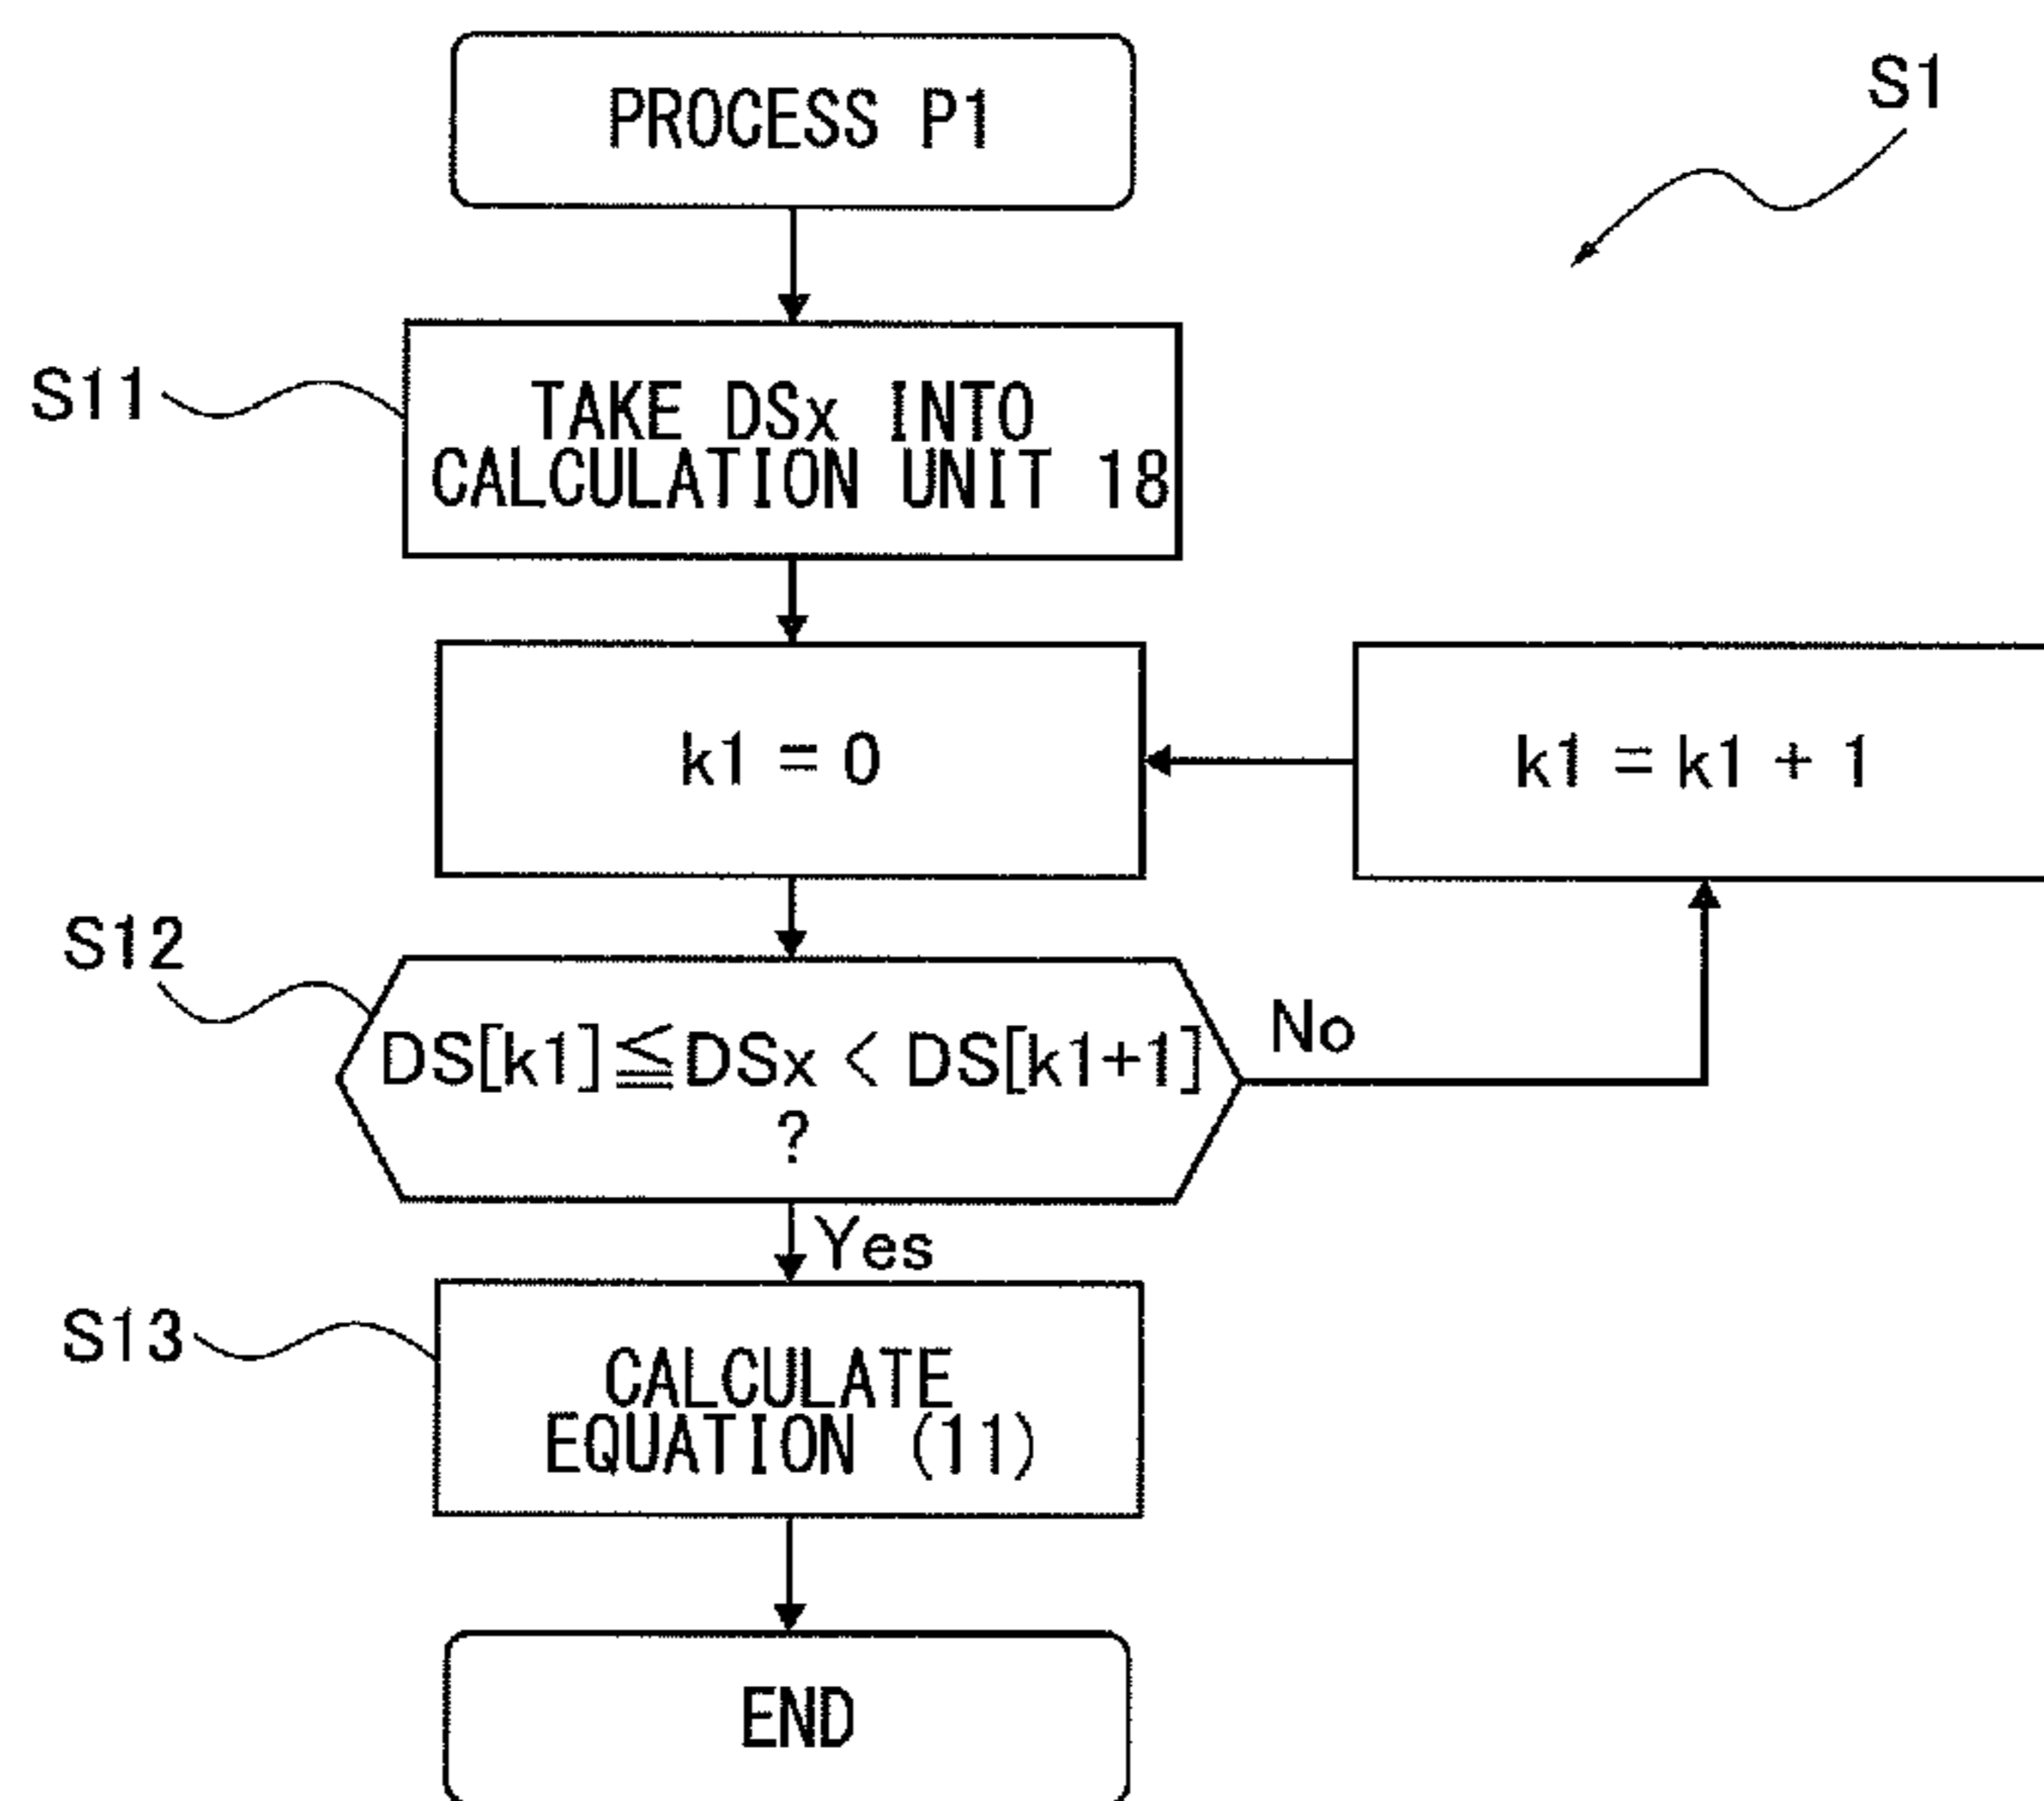 PROCESS P1
S1
S11
TAKE DSx INTO
CALCULATION UNIT 18
k1 = 0
k1 = k1 + 1
S12
DS[k1]≦DSx < DS[k1+1]
?
No
Yes
S13
CALCULATE
EQUATION (11)
END